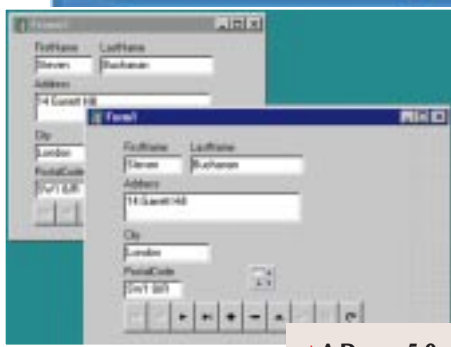 Form1
FirstName LastName
Steven Buchanan
Address
14 Garrett Hill
City
London
PostalCode
SW1 8JR
Form1
FirstName LastName
Steven Buchanan
Address
14 Garrett Hill
City
London
PostalCode
SW1 8JR